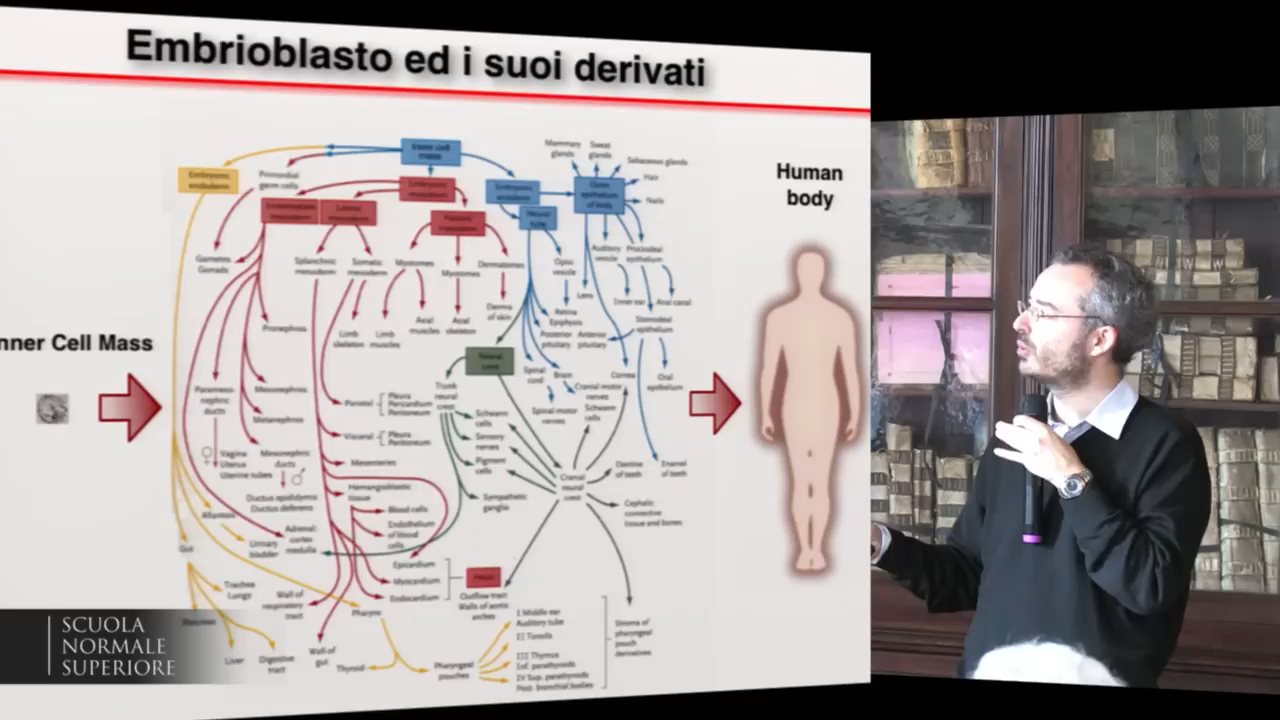 Embrioblasto ed i suoi derivati
Inner cell
mass
Embryonic
endoderm
Primordial
germ cells
Embryonic
mesoderm
Embryonic
ectoderm
Outer
epithelium
of body
Mammary
glands
Sweat
glands
Sebaceous glands
Hair
Nails
Lateral
mesoderm
Paraxial
mesoderm
Neural
tube
Human
body
Gametes
Gonads
Splanchnic
mesoderm
Somatic
mesoderm
Myotomes
Myotomes
Dermatomes
Optic
vesicle
Auditory
vesicle
Proctodeal
epithelium
Pronephros
Limb
skeleton
Limb
muscles
Axial
muscles
Axial
skeleton
Dermis
of skin
Lens
Inner ear
Anal canal
Retina
Epiphysis
Posterior
pituitary
Anterior
pituitary
Stomodeal
epithelium
nner Cell Mass
Neural
crest
Parameso-
nephric
ducts
Mesonephros
Metanephros
Parietal
Pleura
Pericardium
Peritoneum
Trunk
neural
crest
Spinal
cord
Brain
Cranial motor
nerves
Cornea
Oral
epithelium
Spinal motor
nerves
Schwann
cells
Schwann
cells
Sensory
nerves
Pigment
cells
Visceral
Pleura
Peritoneum
♀
Vagina
Uterus
Uterine tubes
Mesonephric
ducts
♂
Mesenteries
Dentine
of teeth
Enamel
of teeth
Cranial
neural
crest
Ductus epididymis
Ductus deferens
Hemangioblastic
tissue
Blood cells
Sympathetic
ganglia
Cephalic
connective
tissue and bones
Allantois
Endothelium
of blood
cells
Adrenal:
cortex
medulla
Gut
Urinary
bladder
Epicardium
Myocardium
Endocardium
Heart
Trachea
Lungs
Wall of
respiratory
tract
Pharynx
Outflow tract
Walls of aortic
arches
I Middle ear
Auditory tube
II Tonsils
III Thymus
Inf. parathyroids
IV Sup. parathyroids
Post branchial bodies
Stroma of
pharyngeal
pouch
derivatives
Pancreas
Liver
Digestive
tract
Wall of
gut
Thyroid
Pharyngeal
pouches
SCUOLA
NORMALE
SUPERIORE